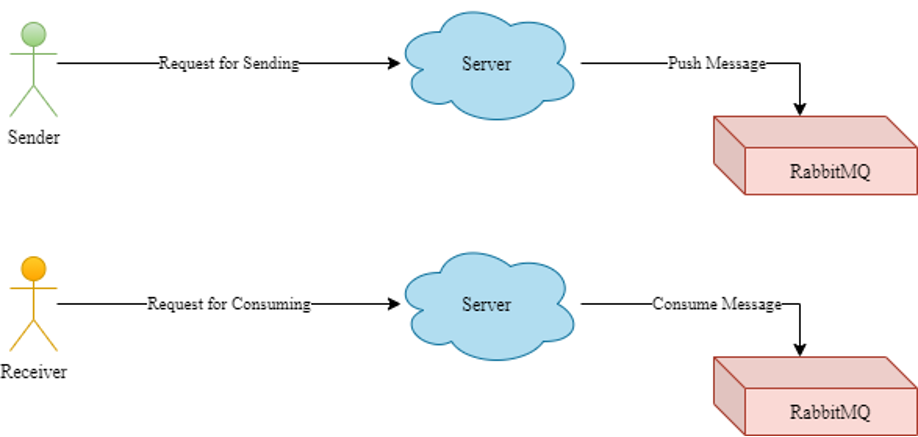 Request for Sending
Server
Push Message
Sender
RabbitMQ
Request for Consuming
Server
Consume Message
Receiver
RabbitMQ